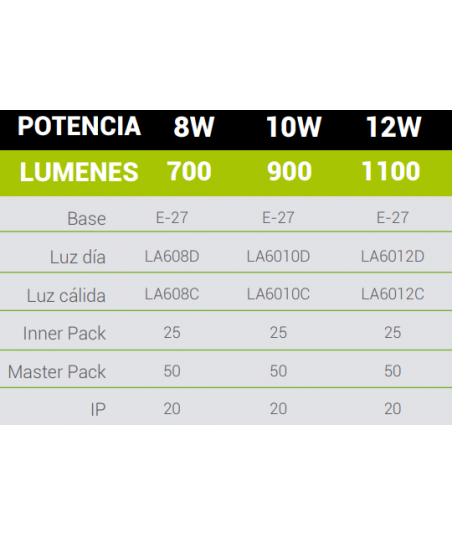 POTENCIA 8W 10W 12W
LUMENES 700 900 1100
Base E-27 E-27 E-27
Luz día LA608D LA6010D LA6012D
Luz cálida LA608C LA6010C LA6012C
Inner Pack 25 25 25
Master Pack 50 50 50
IP 20 20 20